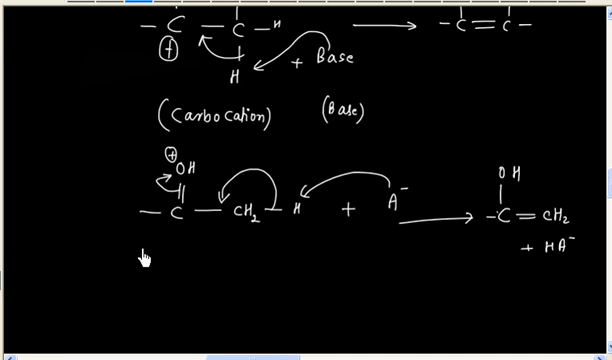 – C – C – H ⟶ – C = C –
⊕ H + Base
(Carbocation) (Base)
⊕
OH OH
– C – CH₂ – H + A⁻ ⟶ – C = CH₂
+ HA⁻